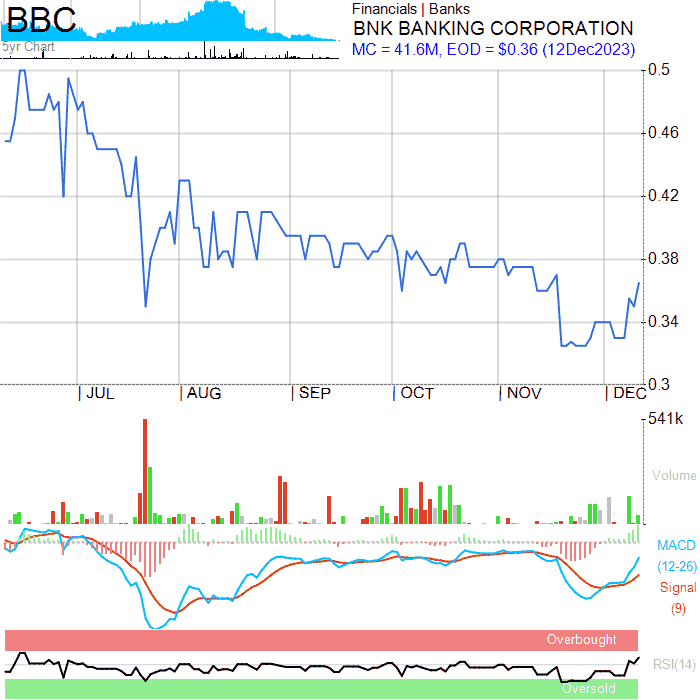 BBC
5yr Chart
Financials | Banks
BNK BANKING CORPORATION
MC = 41.6M, EOD = $0.36 (12Dec2023)
0.5
0.46
0.42
0.38
0.34
0.3
JUL AUG SEP OCT NOV DEC
541k
Volume
MACD
(12-26)
Signal
(9)
Overbought
RSI(14)
Oversold